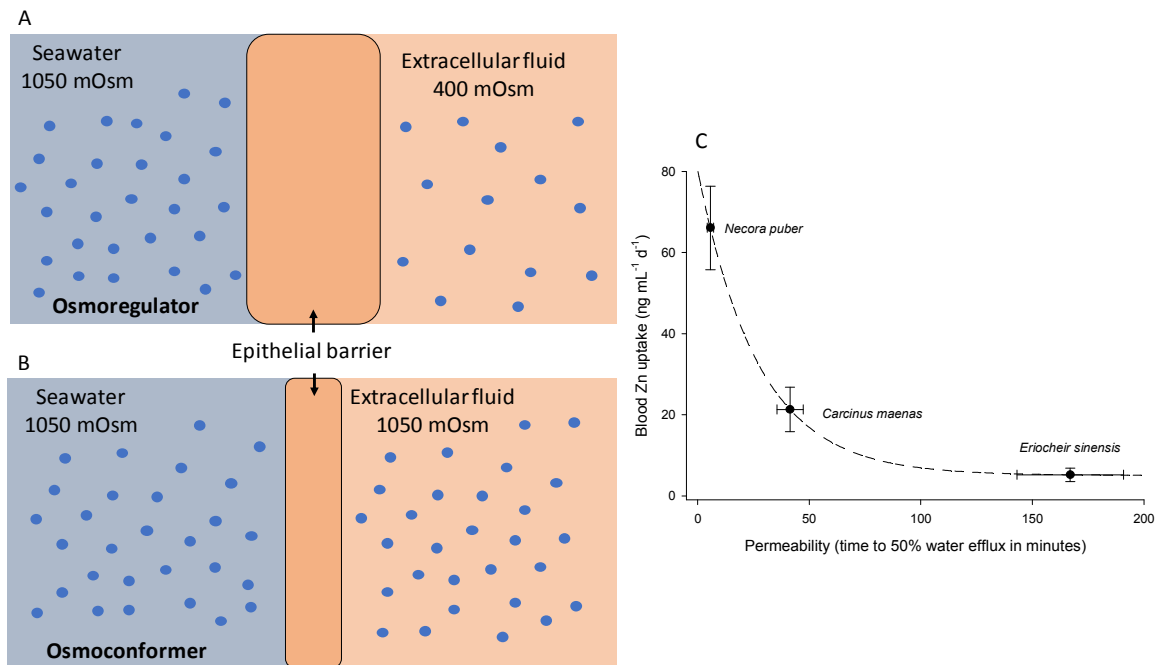 A
Seawater
1050 mOsm
Extracellular fluid
400 mOsm
Osmoregulator
Epithelial barrier
B
Seawater
1050 mOsm
Extracellular fluid
1050 mOsm
Osmoconformer
C
80
60
40
20
0
Blood Zn uptake (ng mL⁻¹ d⁻¹)
Necora puber
Carcinus maenas
Eriocheir sinensis
0 50 100 150 200
Permeability (time to 50% water efflux in minutes)